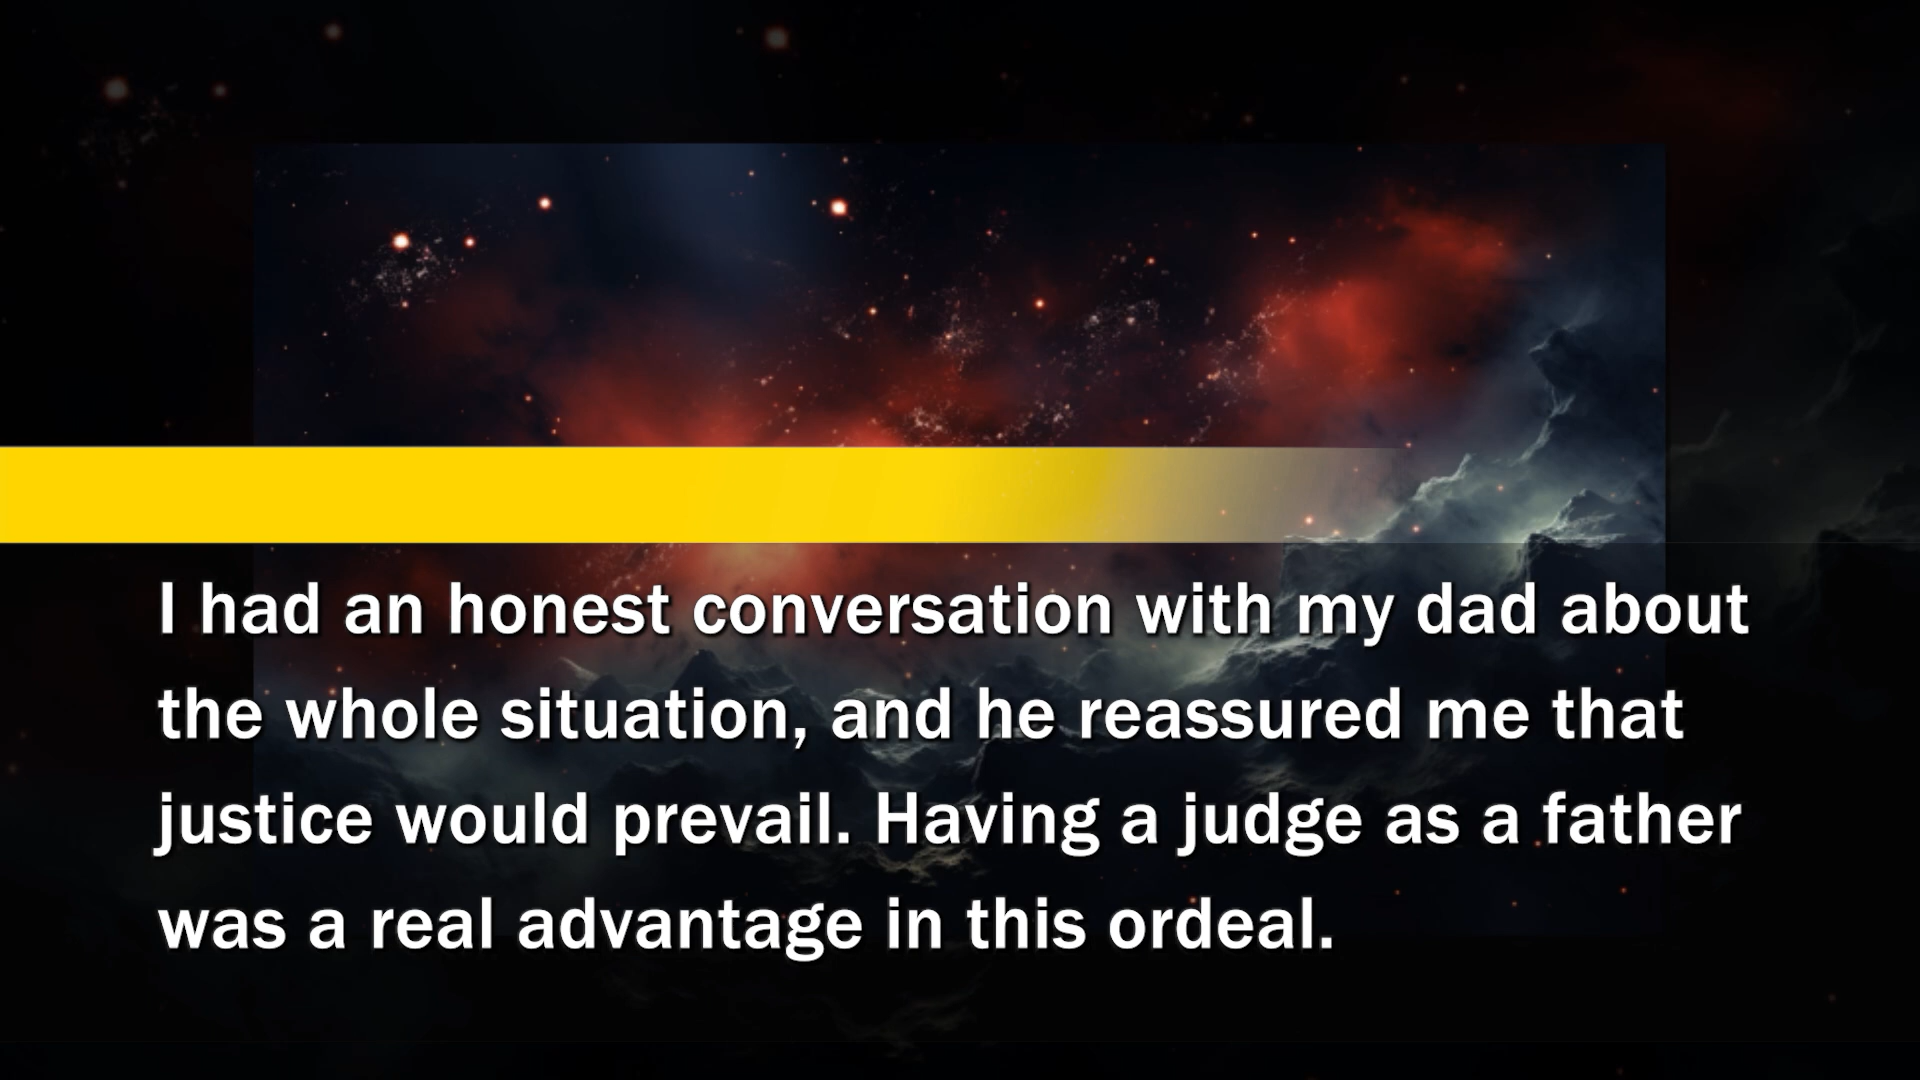 I had an honest conversation with my dad about
the whole situation, and he reassured me that
justice would prevail. Having a judge as a father
was a real advantage in this ordeal.